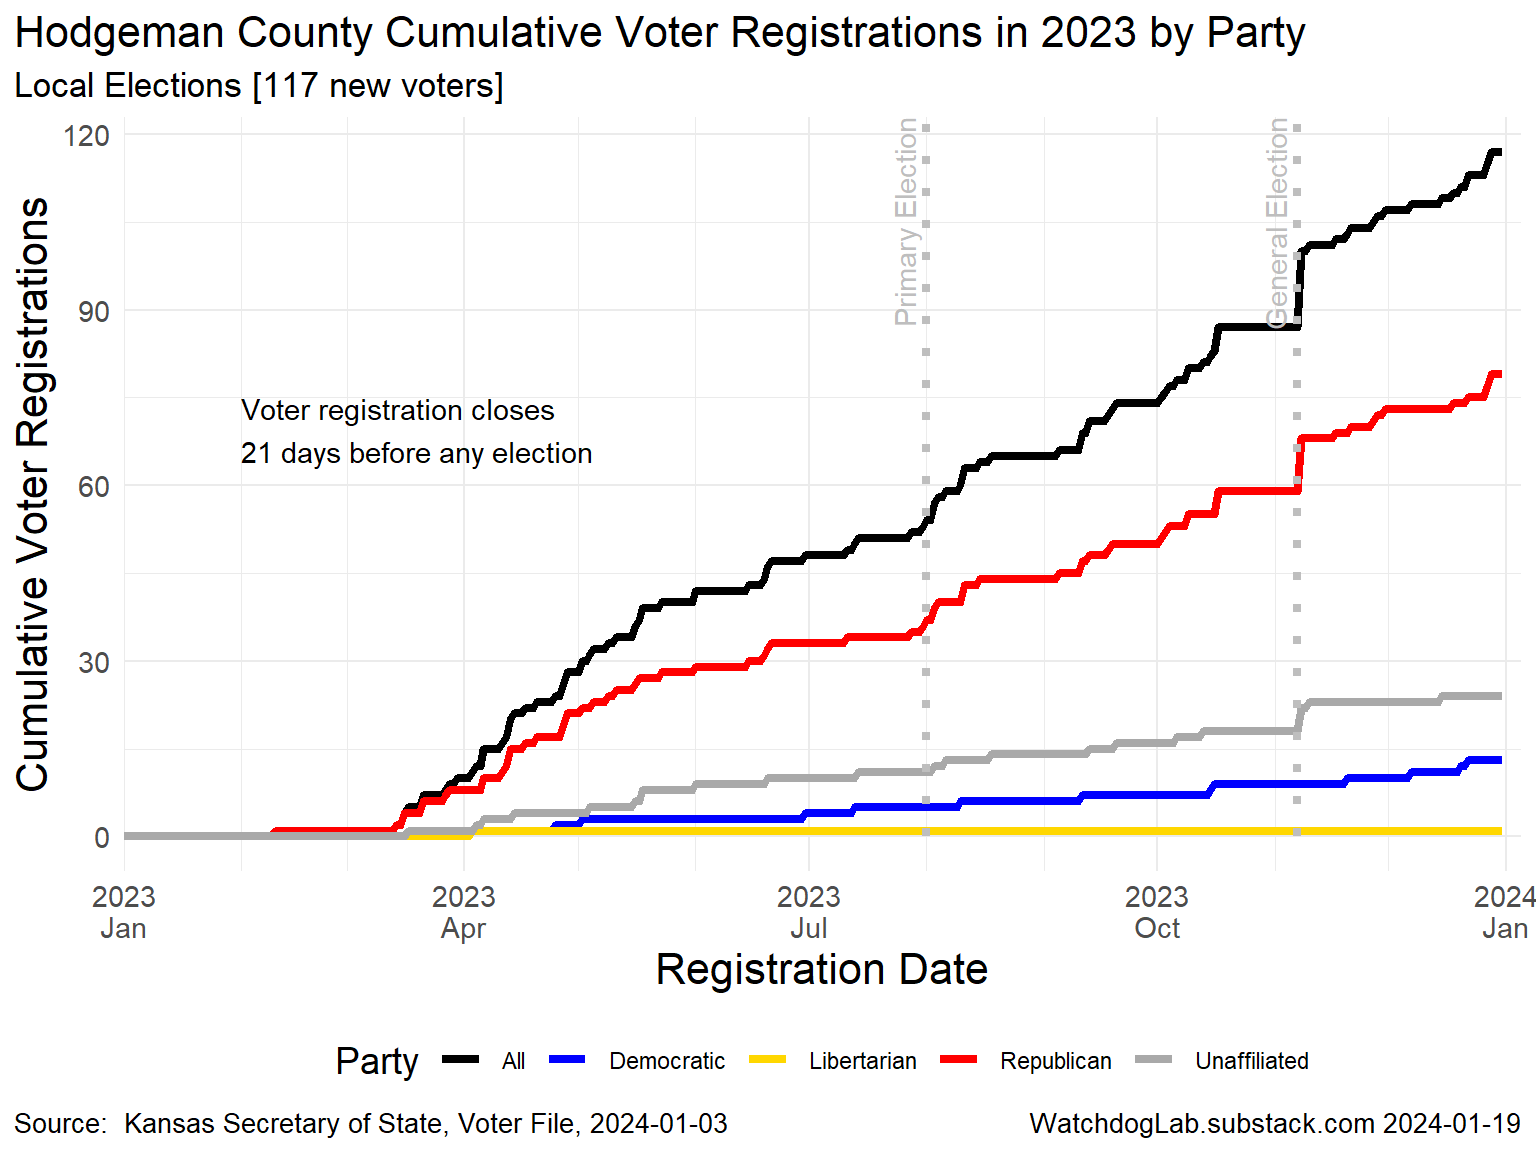 Hodgeman County Cumulative Voter Registrations in 2023 by Party
Local Elections [117 new voters]
Cumulative Voter Registrations
120
90
60
30
0
Primary Election
General Election
Voter registration closes
21 days before any election
2023
Jan
2023
Apr
2023
Jul
2023
Oct
2024
Jan
Registration Date
Party
All
Democratic
Libertarian
Republican
Unaffiliated
Source:  Kansas Secretary of State, Voter File, 2024-01-03
WatchdogLab.substack.com 2024-01-19